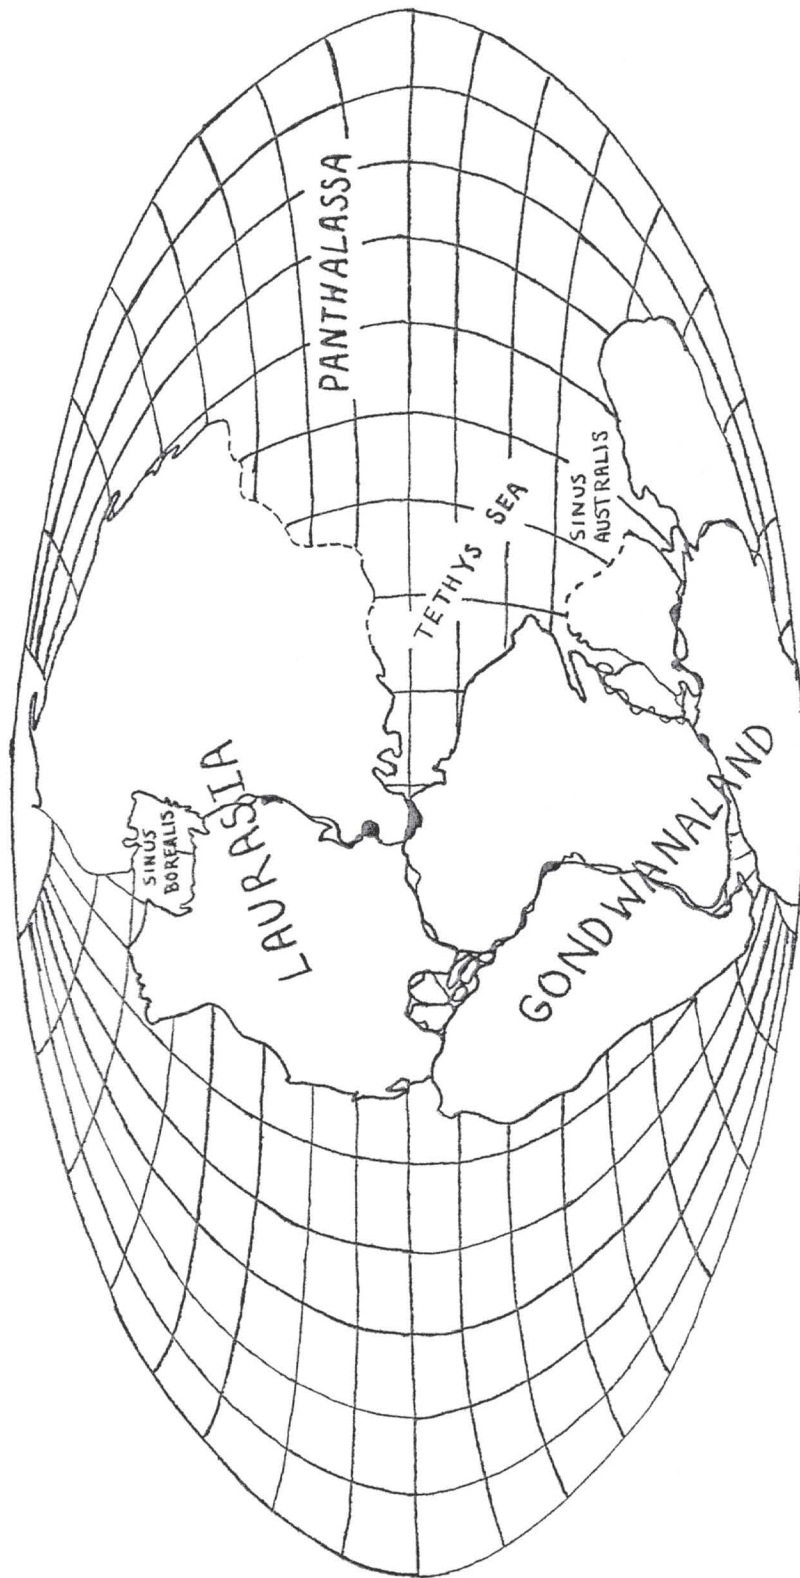 PANTHALASSA
TETHYS SEA
SINUS
AUSTRALIS
SINUS
BOREALIS
LAURASIA
GONDWANALAND